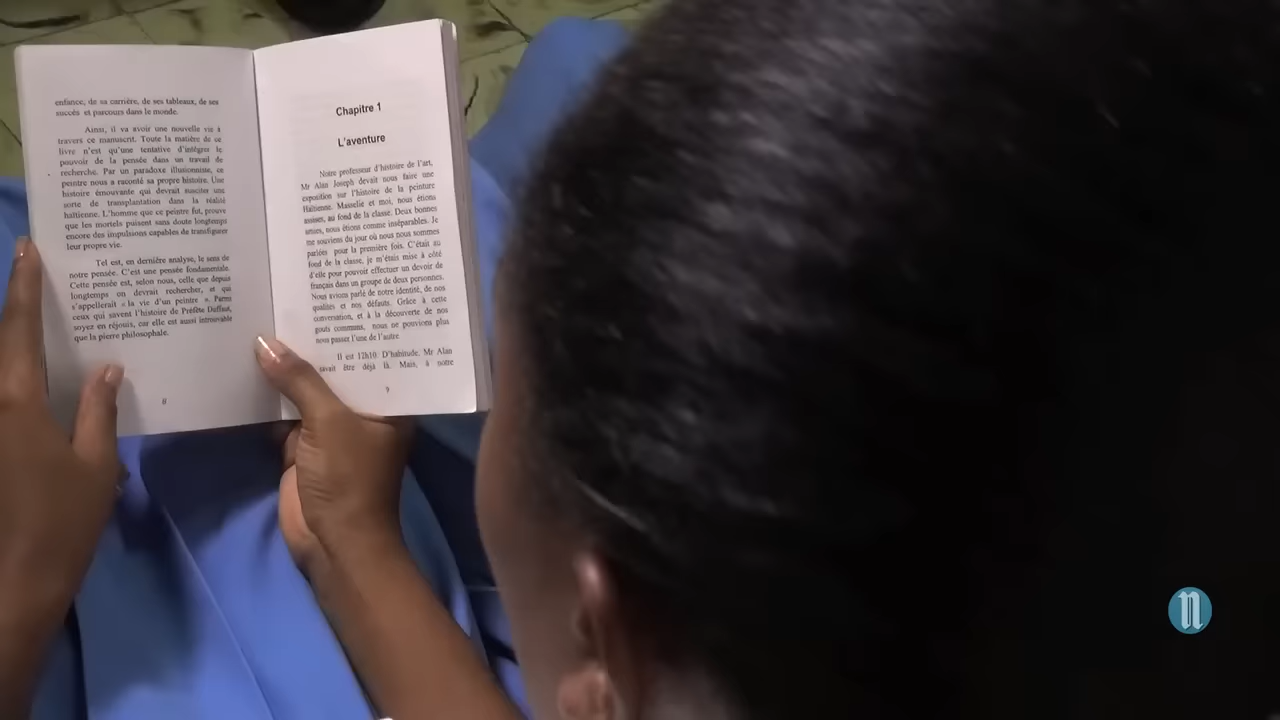 enfance, de sa carrière, de ses tableaux, de ses
succès et parcours dans le monde.
Ainsi, il va avoir une nouvelle vie à
travers ce manuscrit. Toute la matière de ce
livre n'est qu'une tentative d'intégrer le
pouvoir de la pensée dans un travail de
recherche. Par un paradoxe illusionniste, ce
peintre nous a raconté sa propre histoire. Une
histoire émouvante qui devrait susciter une
sorte de transplantation dans la réalité
haïtienne. L'homme que ce peintre fut, prouve
que les mortels puisent sans doute longtemps
encore des impulsions capables de transfigurer
leur propre vie.
Tel est, en dernière analyse, le sens de
notre pensée. C'est une pensée fondamentale.
Cette pensée est, selon nous, celle que depuis
longtemps on devrait rechercher, et qui
s'appellerait « la vie d'un peintre ». Parmi
ceux qui savent l'histoire de Préfète Duffaut,
soyez en réjouis, car elle est aussi introuvable
que la pierre philosophale.
8
Chapitre 1
L'aventure
Notre professeur d'histoire de l'art,
Mr Alan Joseph devait nous faire une
exposition sur l'histoire de la peinture
Haïtienne. Masselie et moi, nous étions
assises, au fond de la classe. Deux bonnes
amies, nous étions comme inséparables. Je
me souviens du jour où nous nous sommes
parlées pour la première fois. C'était au
fond de la classe, je m'étais mise à côté
d'elle pour pouvoir effectuer un devoir de
français dans un groupe de deux personnes.
Nous avions parlé de notre identité, de nos
qualités et nos défauts. Grâce à cette
conversation, et à la découverte de nos
gouts communs, nous ne pouvions plus
nous passer l'une de l'autre.
Il est 12h10. D'habitude, Mr Alan
devait être déjà là. Mais, à notre
9
n